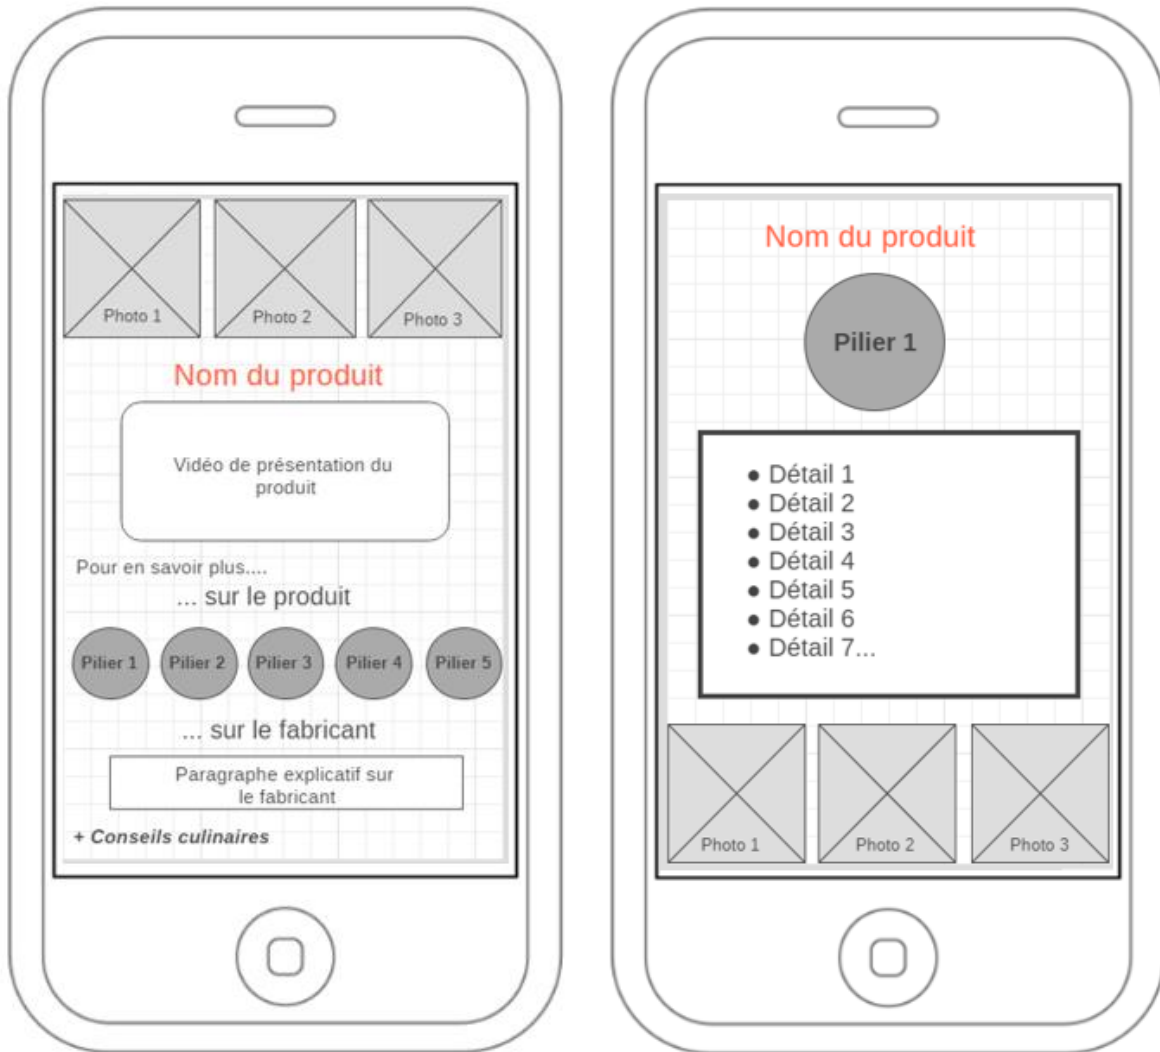 Photo 1 Photo 2 Photo 3
Nom du produit
Vidéo de présentation du
produit
Pour en savoir plus....
... sur le produit
Pilier 1 Pilier 2 Pilier 3 Pilier 4 Pilier 5
... sur le fabricant
Paragraphe explicatif sur
le fabricant
+ Conseils culinaires
Nom du produit
Pilier 1
● Détail 1
● Détail 2
● Détail 3
● Détail 4
● Détail 5
● Détail 6
● Détail 7...
Photo 1 Photo 2 Photo 3